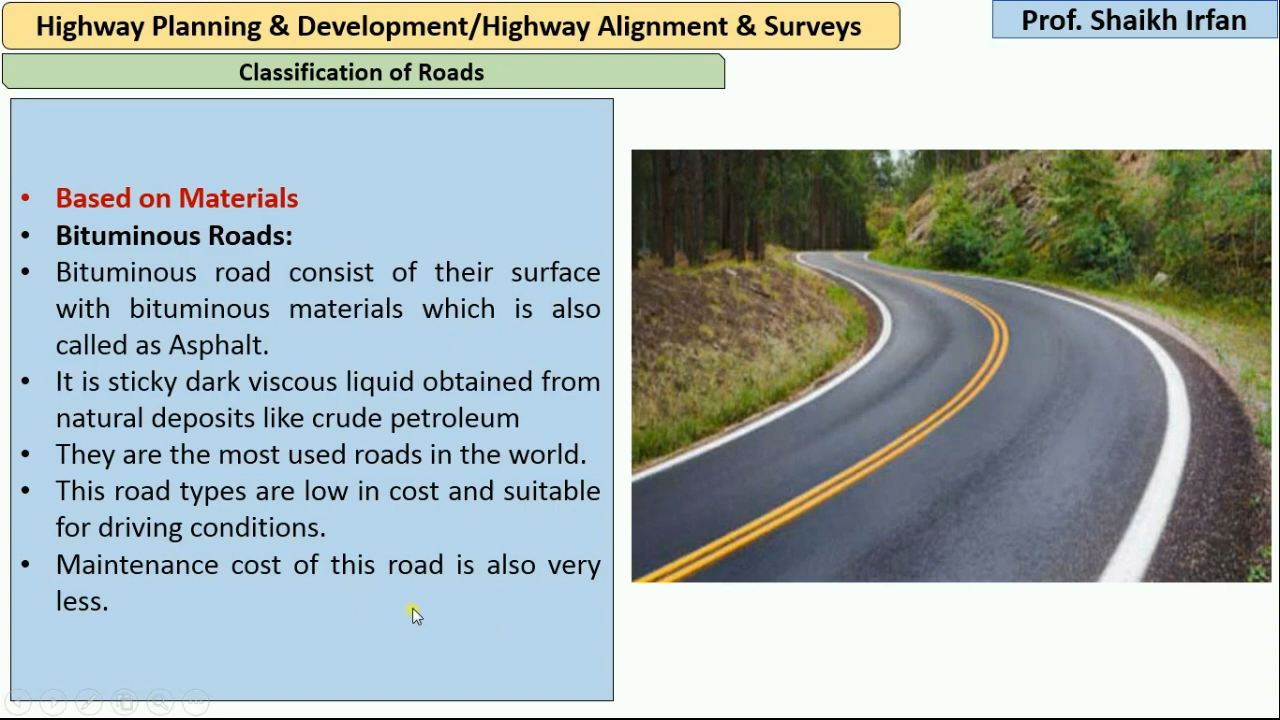 Highway Planning & Development/Highway Alignment & Surveys
Prof. Shaikh Irfan
Classification of Roads
• Based on Materials
• Bituminous Roads:
• Bituminous road consist of their surface
with bituminous materials which is also
called as Asphalt.
• It is sticky dark viscous liquid obtained from
natural deposits like crude petroleum
• They are the most used roads in the world.
• This road types are low in cost and suitable
for driving conditions.
• Maintenance cost of this road is also very
less.